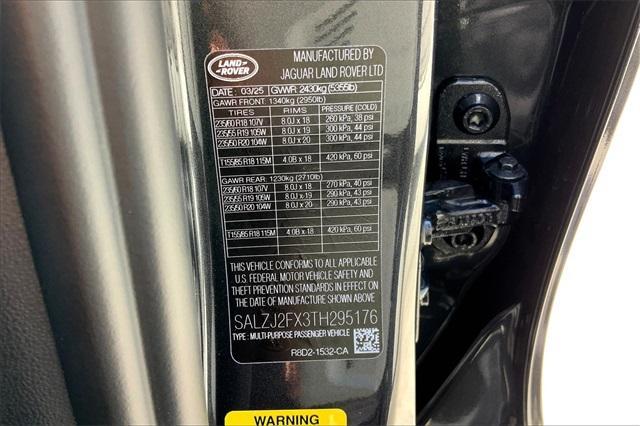 LAND
ROVER
MANUFACTURED BY
JAGUAR LAND ROVER LTD
DATE : 03/25 GVWR 2430kg (5355lb)
GAWR FRONT: 1340kg (2950lb)
TIRES RIMS PRESSURE (COLD)
235/60 R18 107V 8.0J x 18 260 kPa, 38 psi
235/55 R19 105W 8.0J x 19 300 kPa, 44 psi
235/50 R20 104W 8.0J x 20 300 kPa, 44 psi
T155/85 R18 115M 4.0B x 18 420 kPa, 60 psi
GAWR REAR: 1230kg (2710lb)
235/60 R18 107V 8.0J x 18 270 kPa, 40 psi
235/55 R19 105W 8.0J x 19 290 kPa, 43 psi
235/50 R20 104W 8.0J x 20 290 kPa, 43 psi
T155/85 R18 115M 4.0B x 18 420 kPa, 60 psi
THIS VEHICLE CONFORMS TO ALL APPLICABLE
U.S. FEDERAL MOTOR VEHICLE SAFETY AND
THEFT PREVENTION STANDARDS IN EFFECT ON
THE DATE OF MANUFACTURE SHOWN ABOVE.
SALZJ2FX3TH295176
TYPE: MULTI-PURPOSE PASSENGER VEHICLE
R8D2-1532-CA
WARNING